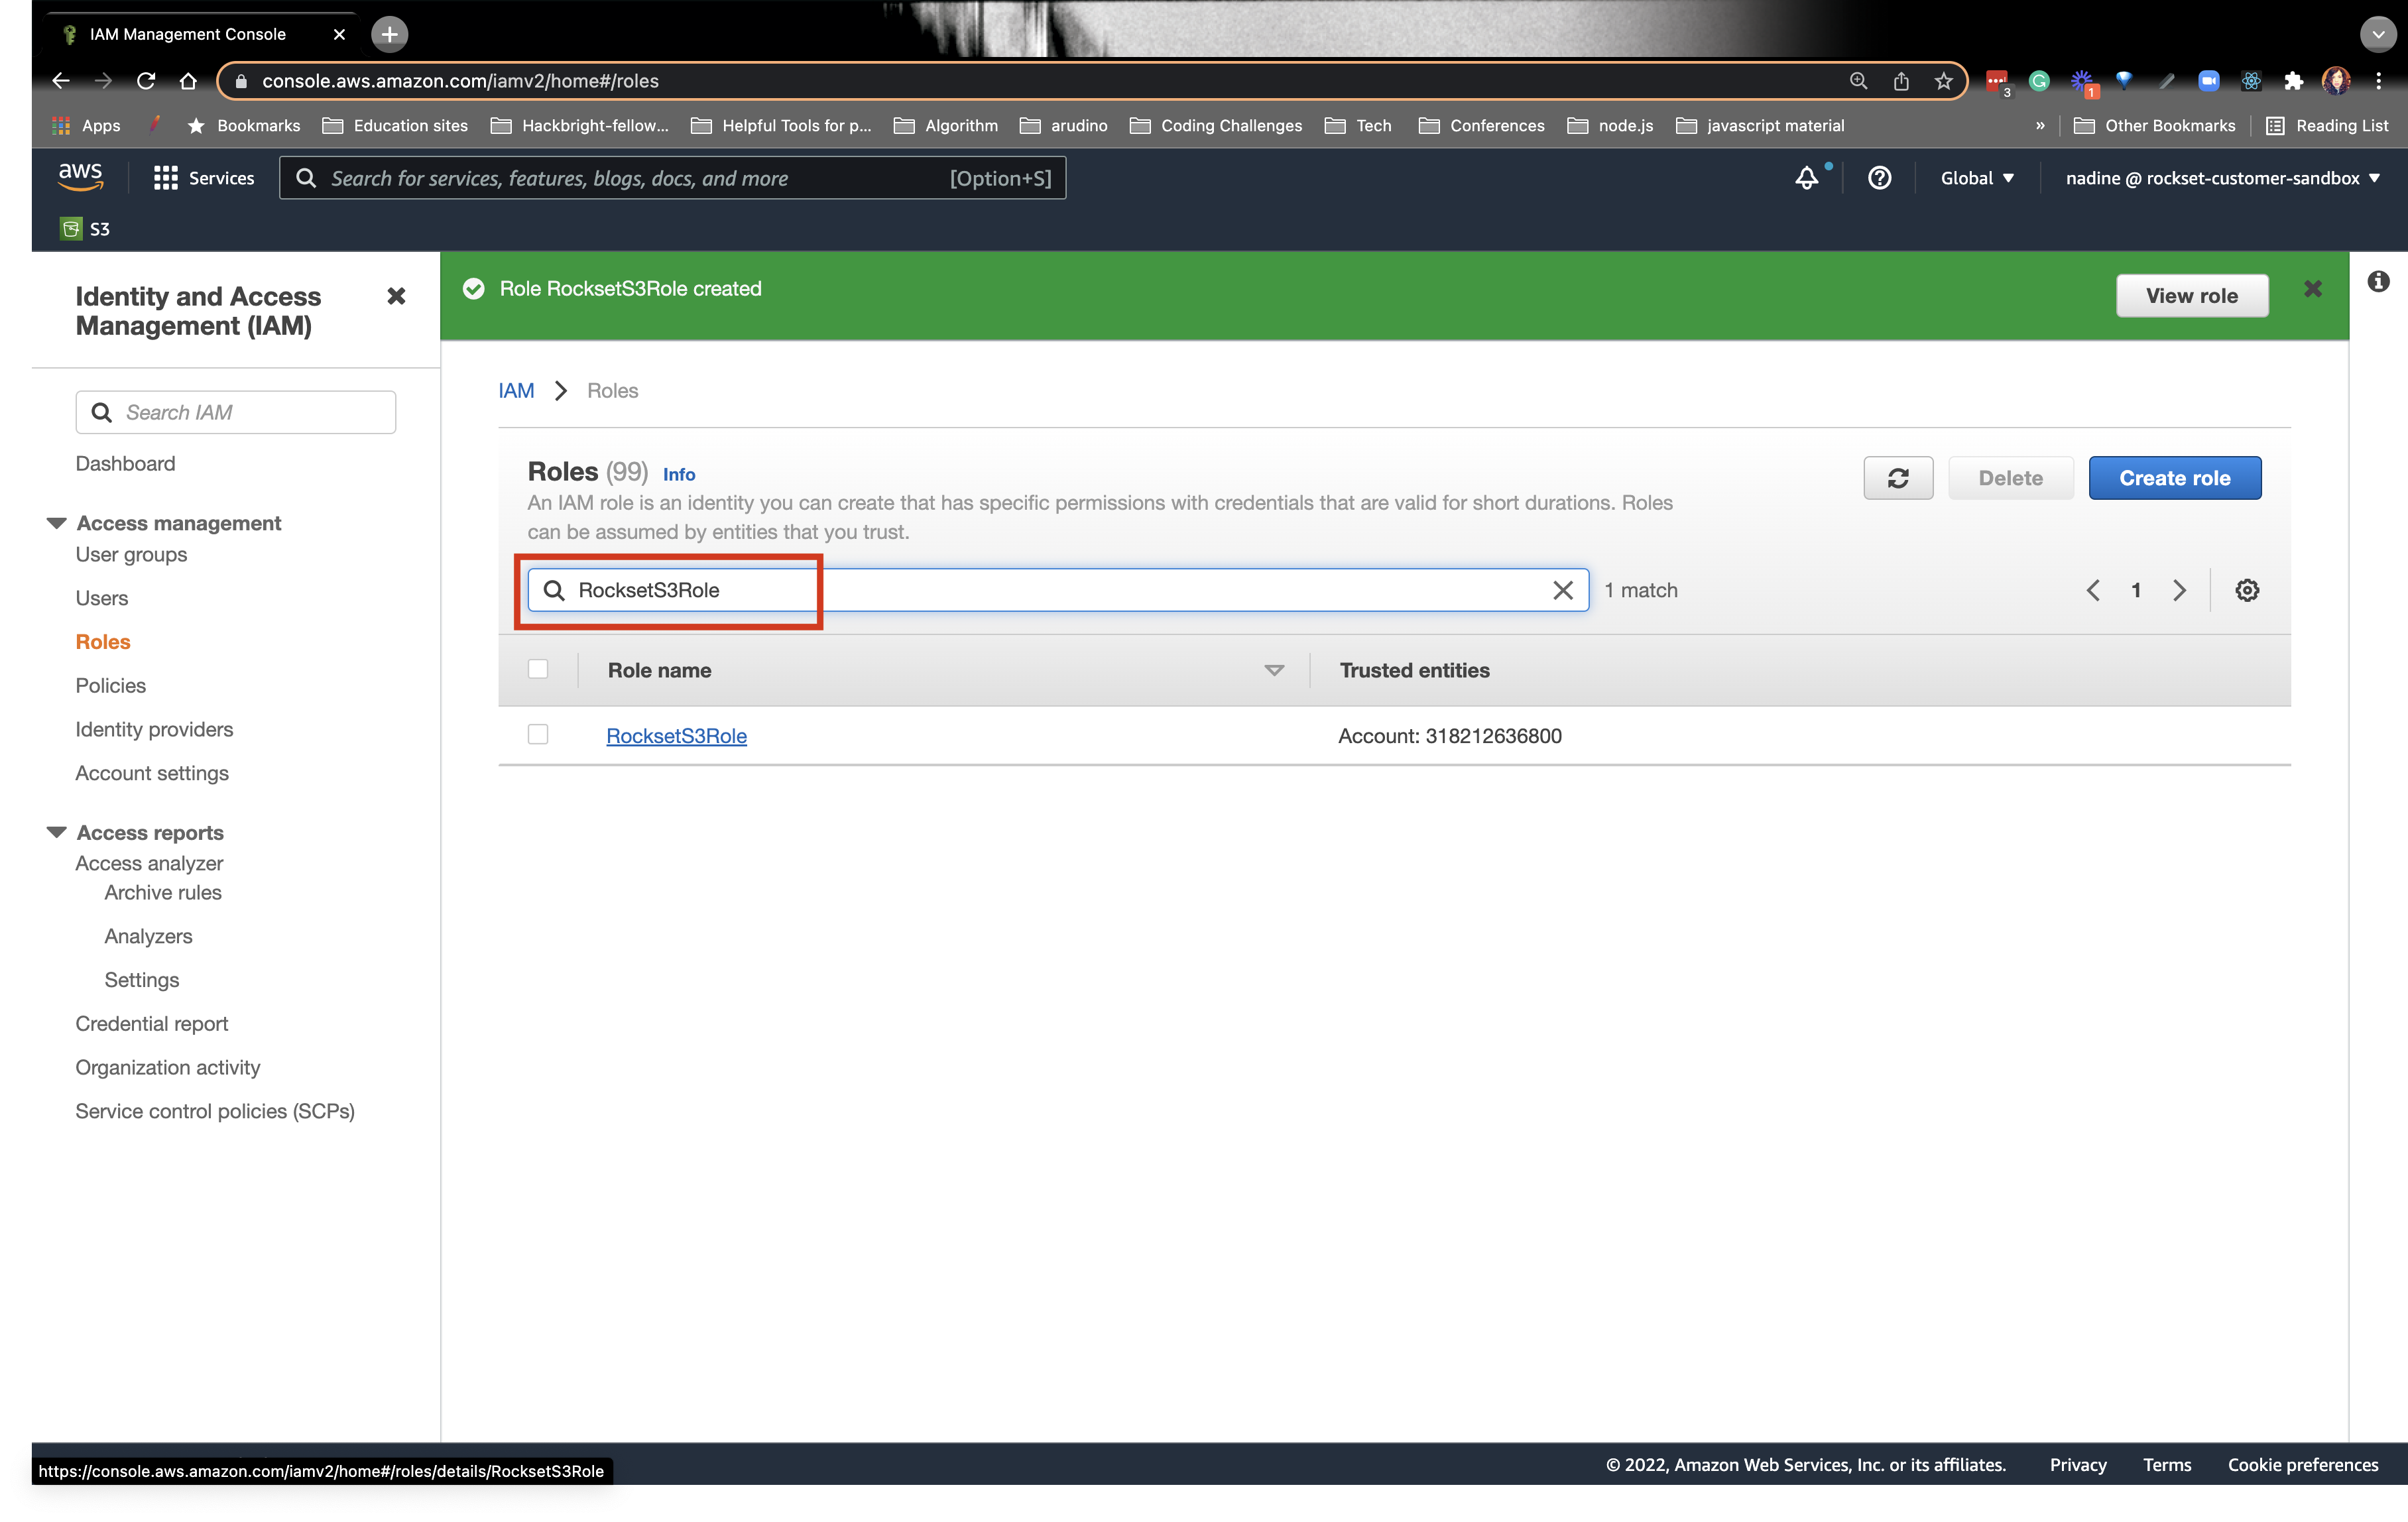 IAM Management Console
console.aws.amazon.com/iamv2/home#/roles
3
1
Apps
Bookmarks
Education sites
Hackbright-fellow...
Helpful Tools for p...
Algorithm
arudino
Coding Challenges
Tech
Conferences
node.js
javascript material
»
Other Bookmarks
Reading List
aws
Services
Search for services, features, blogs, docs, and more
[Option+S]
Global
nadine @ rockset-customer-sandbox
S3
Identity and Access
Management (IAM)
Search IAM
Dashboard
Access management
User groups
Users
Roles
Policies
Identity providers
Account settings
Access reports
Access analyzer
Archive rules
Analyzers
Settings
Credential report
Organization activity
Service control policies (SCPs)
Role RocksetS3Role created
View role
IAM
Roles
Roles (99) Info
An IAM role is an identity you can create that has specific permissions with credentials that are valid for short durations. Roles
can be assumed by entities that you trust.
Delete
Create role
RocksetS3Role
1 match
1
Role name
Trusted entities
RocksetS3Role
Account: 318212636800
https://console.aws.amazon.com/iamv2/home#/roles/details/RocksetS3Role
© 2022, Amazon Web Services, Inc. or its affiliates.
Privacy
Terms
Cookie preferences